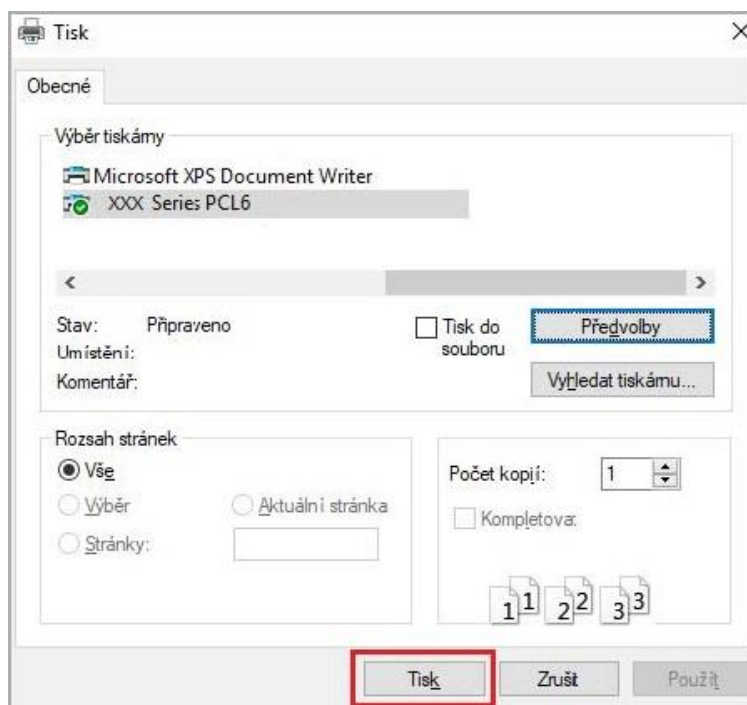 Tisk
Obecné
Výběr tiskárny
Microsoft XPS Document Writer
XXX Series PCL6
Stav: Připraveno
Umístění:
Komentář:
Tisk do
souboru
Předvolby
Vyhledat tiskárnu...
Rozsah stránek
Vše
Výběr
Aktuální stránka
Stránky:
Počet kopií: 1
Kompletova:
1 1 2 2 3 3
Tisk
Zrušit
Použít